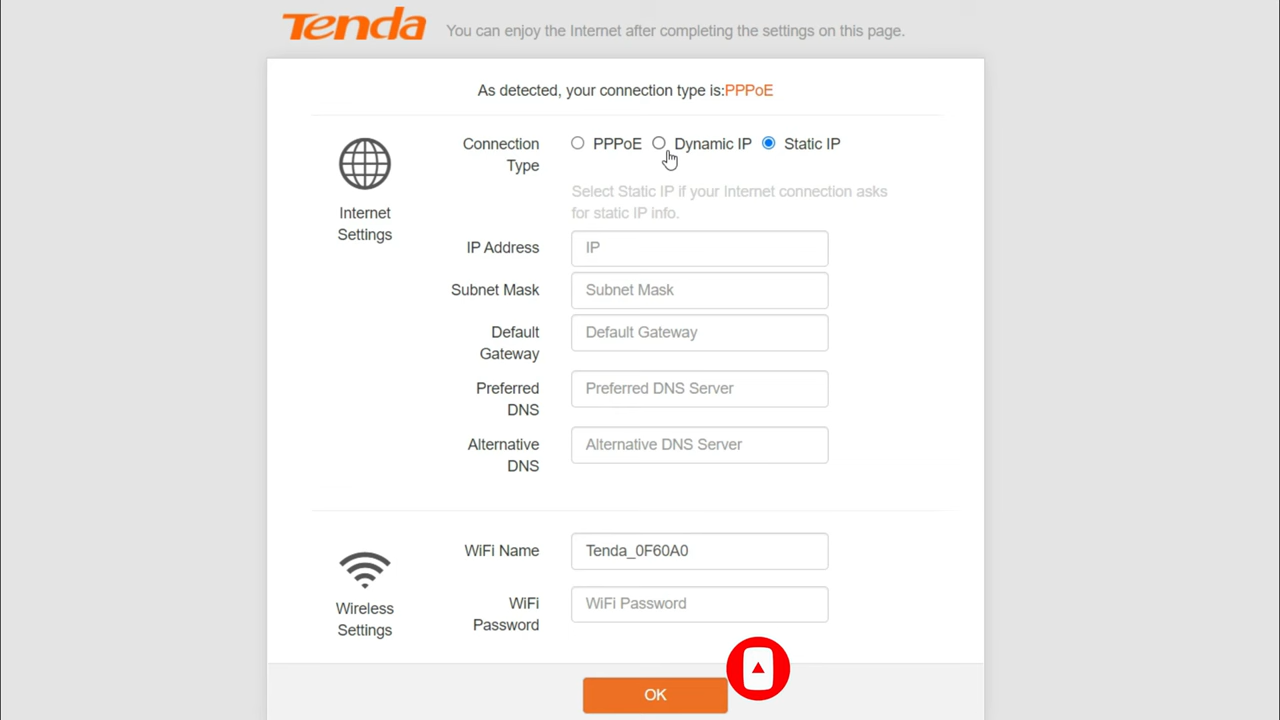 Tenda You can enjoy the Internet after completing the settings on this page.
As detected, your connection type is:PPPoE
Connection Type
PPPoE Dynamic IP Static IP
Select Static IP if your Internet connection asks
for static IP info.
Internet
Settings
IP Address IP
Subnet Mask Subnet Mask
Default
Gateway
Default Gateway
Preferred
DNS
Preferred DNS Server
Alternative
DNS
Alternative DNS Server
WiFi Name Tenda_0F60A0
Wireless
Settings
WiFi
Password
WiFi Password
OK